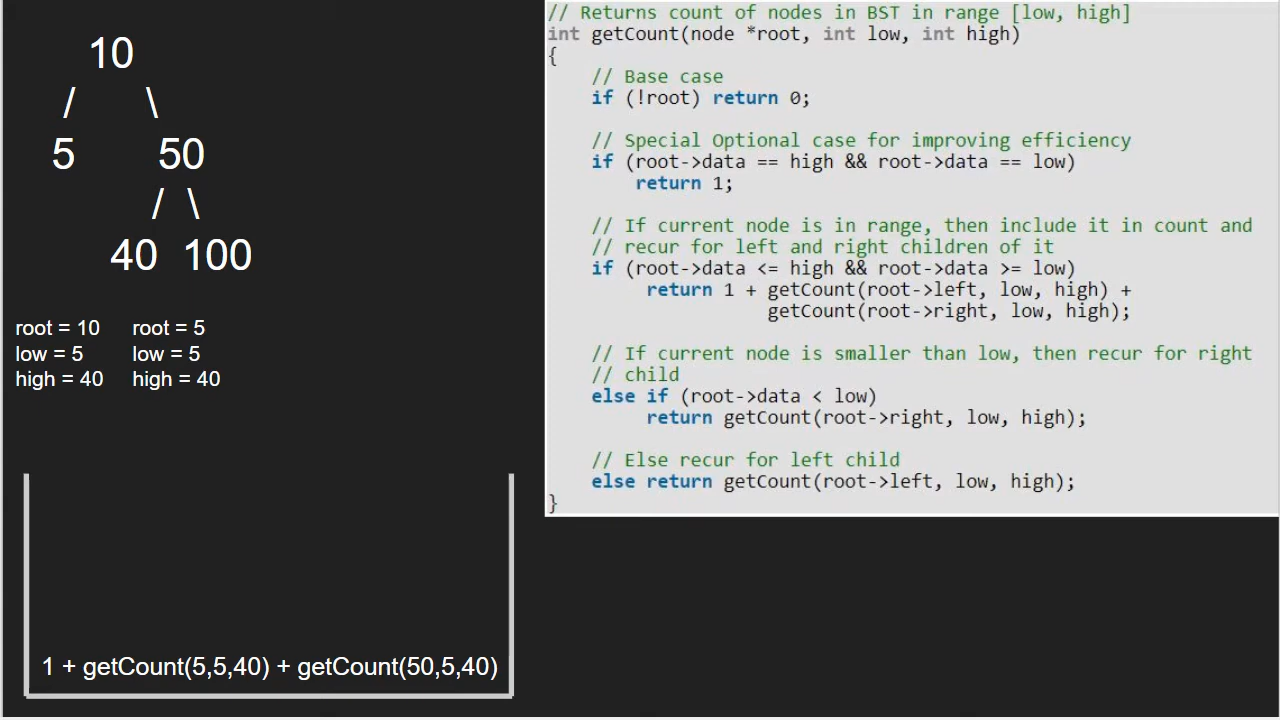 10
/ \
5 50
/ \
40 100
root = 10 root = 5
low = 5 low = 5
high = 40 high = 40
1 + getCount(5,5,40) + getCount(50,5,40)
// Returns count of nodes in BST in range [low, high]
int getCount(node *root, int low, int high)
{
    // Base case
    if (!root) return 0;
    // Special Optional case for improving efficiency
    if (root->data == high && root->data == low)
        return 1;
    // If current node is in range, then include it in count and
    // recur for left and right children of it
    if (root->data <= high && root->data >= low)
         return 1 + getCount(root->left, low, high) +
                    getCount(root->right, low, high);
    // If current node is smaller than low, then recur for right
    // child
    else if (root->data < low)
         return getCount(root->right, low, high);
    // Else recur for left child
    else return getCount(root->left, low, high);
}